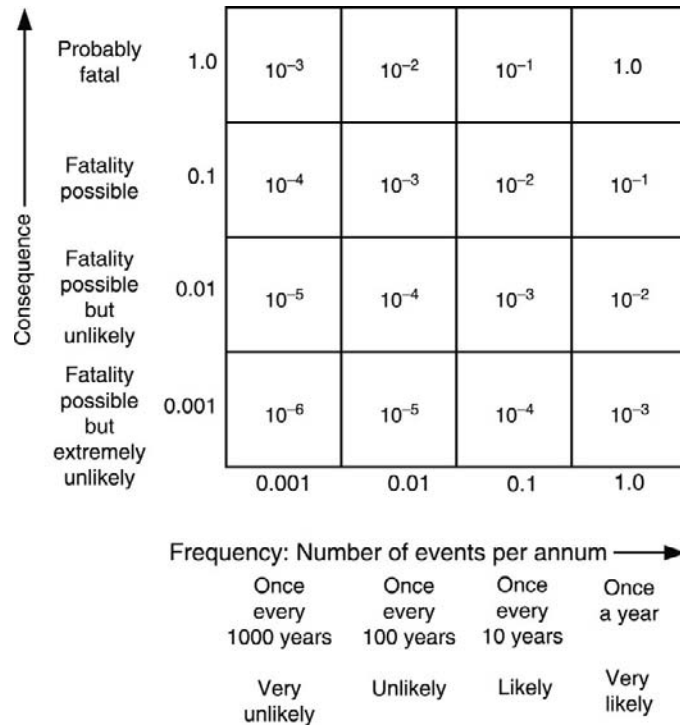 Consequence
Probably
fatal
1.0
10⁻³ 10⁻² 10⁻¹ 1.0
Fatality
possible
0.1
10⁻⁴ 10⁻³ 10⁻² 10⁻¹
Fatality
possible
but
unlikely
0.01
10⁻⁵ 10⁻⁴ 10⁻³ 10⁻²
Fatality
possible
but
extremely
unlikely
0.001
10⁻⁶ 10⁻⁵ 10⁻⁴ 10⁻³
0.001 0.01 0.1 1.0
Frequency: Number of events per annum
Once
every
1000 years
Once
every
100 years
Once
every
10 years
Once
a year
Very
unlikely
Unlikely
Likely
Very
likely